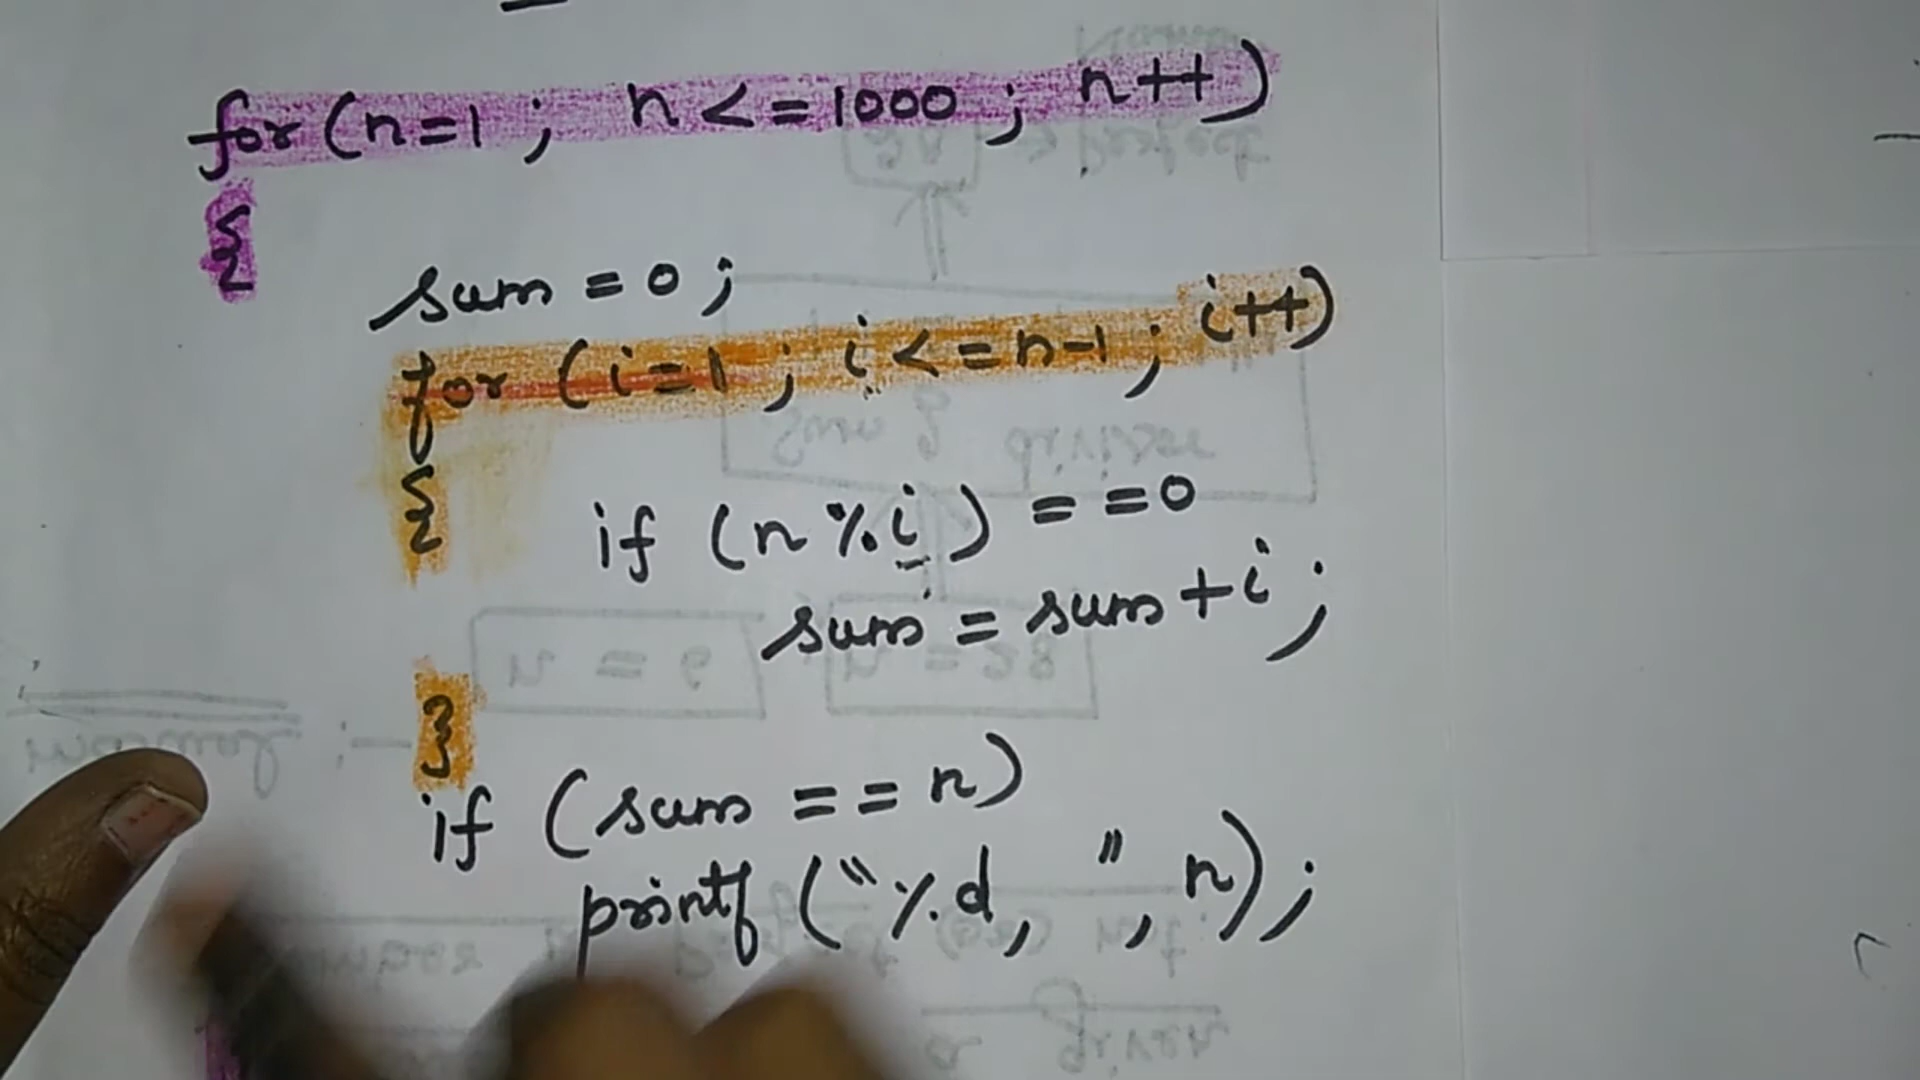 for (n=1 ; n <=1000 ; n++)
{
sum = 0 ;
for (i=1 ; i <= n-1 ; i++)
{
if (n % i) = =0
sum = sum + i ;
}
if (sum == n)
printf ("%d, ", n);